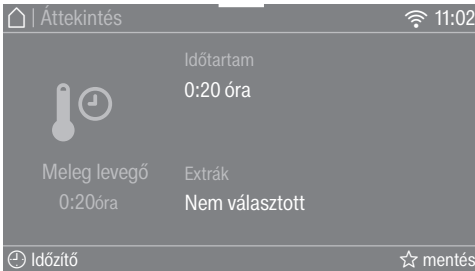 | Áttekintés 11:02
Időtartam
0:20 óra
Meleg levegő
0:20óra
Extrák
Nem választott
Időzítő mentés